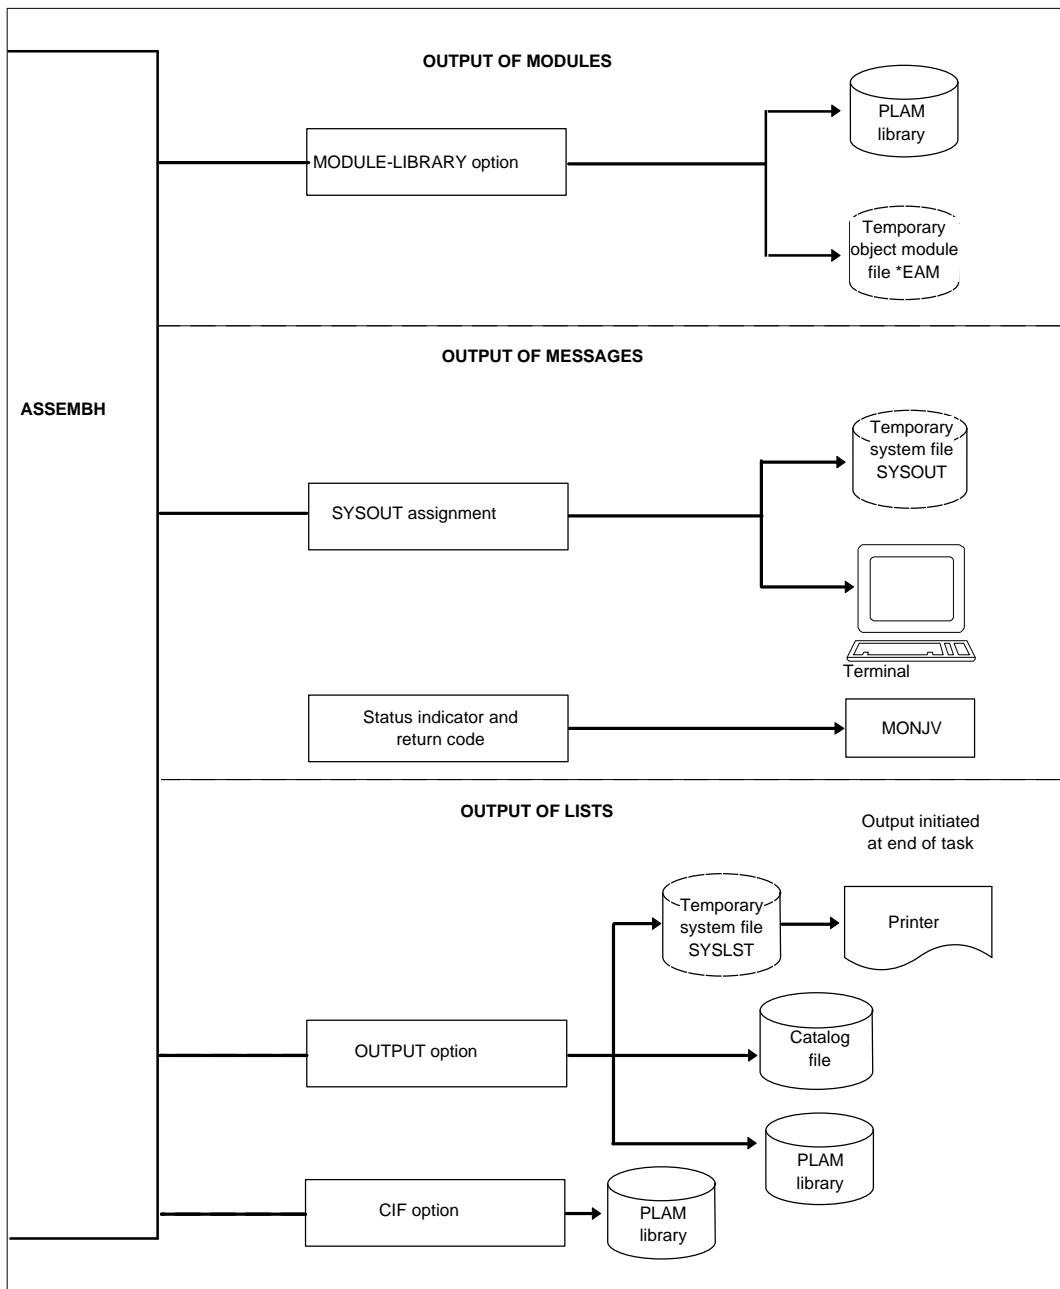 OUTPUT OF MODULES
PLAM
library
MODULE-LIBRARY option
Temporary
object module
file *EAM
OUTPUT OF MESSAGES
ASSEMBH
Temporary
system file
SYSOUT
SYSOUT assignment
Terminal
Status indicator and
return code
MONJV
OUTPUT OF LISTS
Output initiated
at end of task
Temporary
system file
SYSLST
Printer
OUTPUT option
Catalog
file
PLAM
library
CIF option
PLAM
library